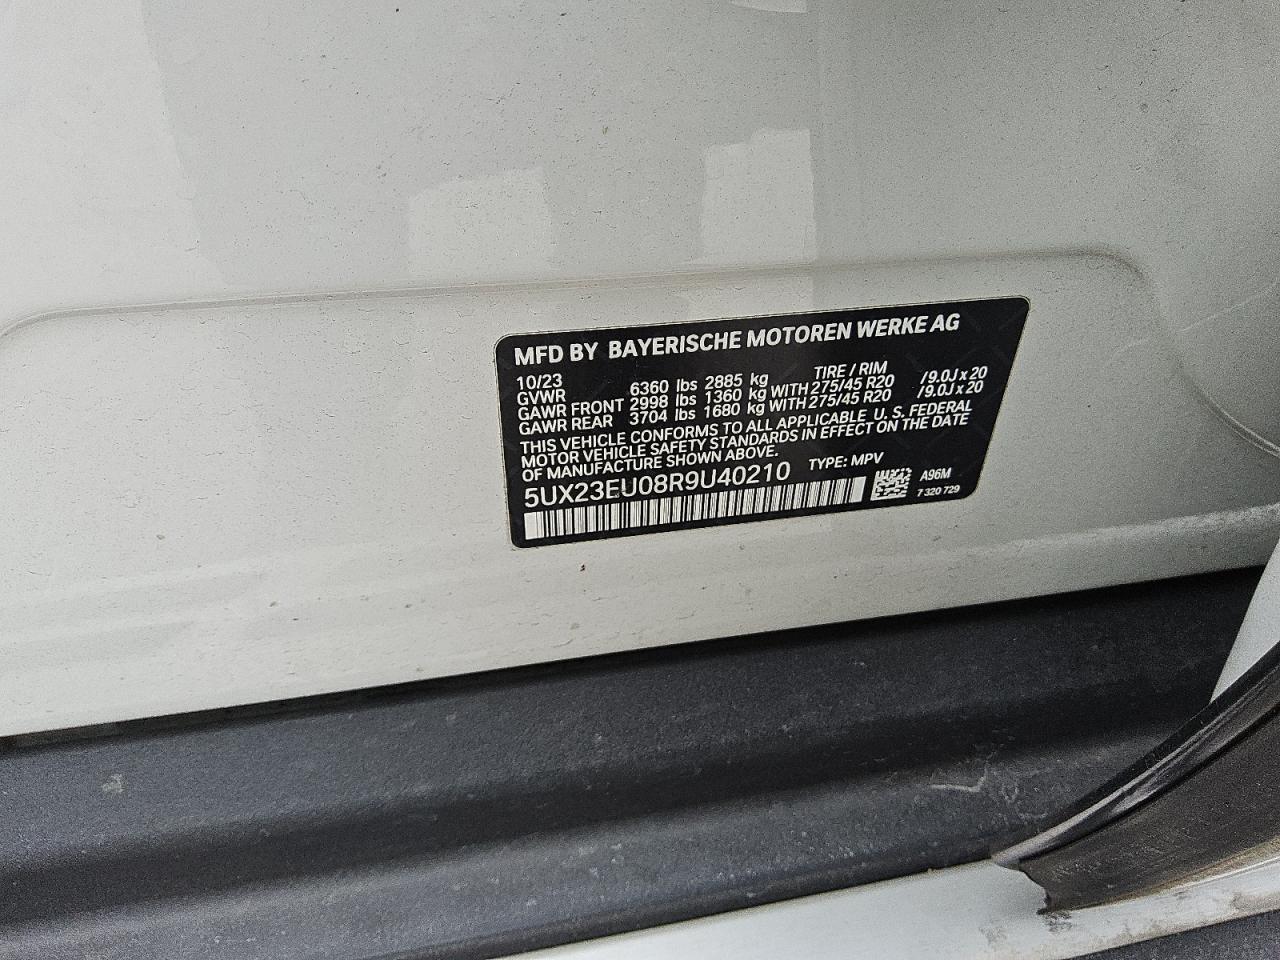 MFD BY BAYERISCHE MOTOREN WERKE AG
10/23 TIRE / RIM
GVWR 6360 lbs 2885 kg
GAWR FRONT 2998 lbs 1360 kg WITH 275/45 R20 /9.0J x 20
GAWR REAR 3704 lbs 1680 kg WITH 275/45 R20 /9.0J x 20
THIS VEHICLE CONFORMS TO ALL APPLICABLE U. S. FEDERAL
MOTOR VEHICLE SAFETY STANDARDS IN EFFECT ON THE DATE
OF MANUFACTURE SHOWN ABOVE.
5UX23EU08R9U40210 TYPE: MPV
A96M
7 320 729